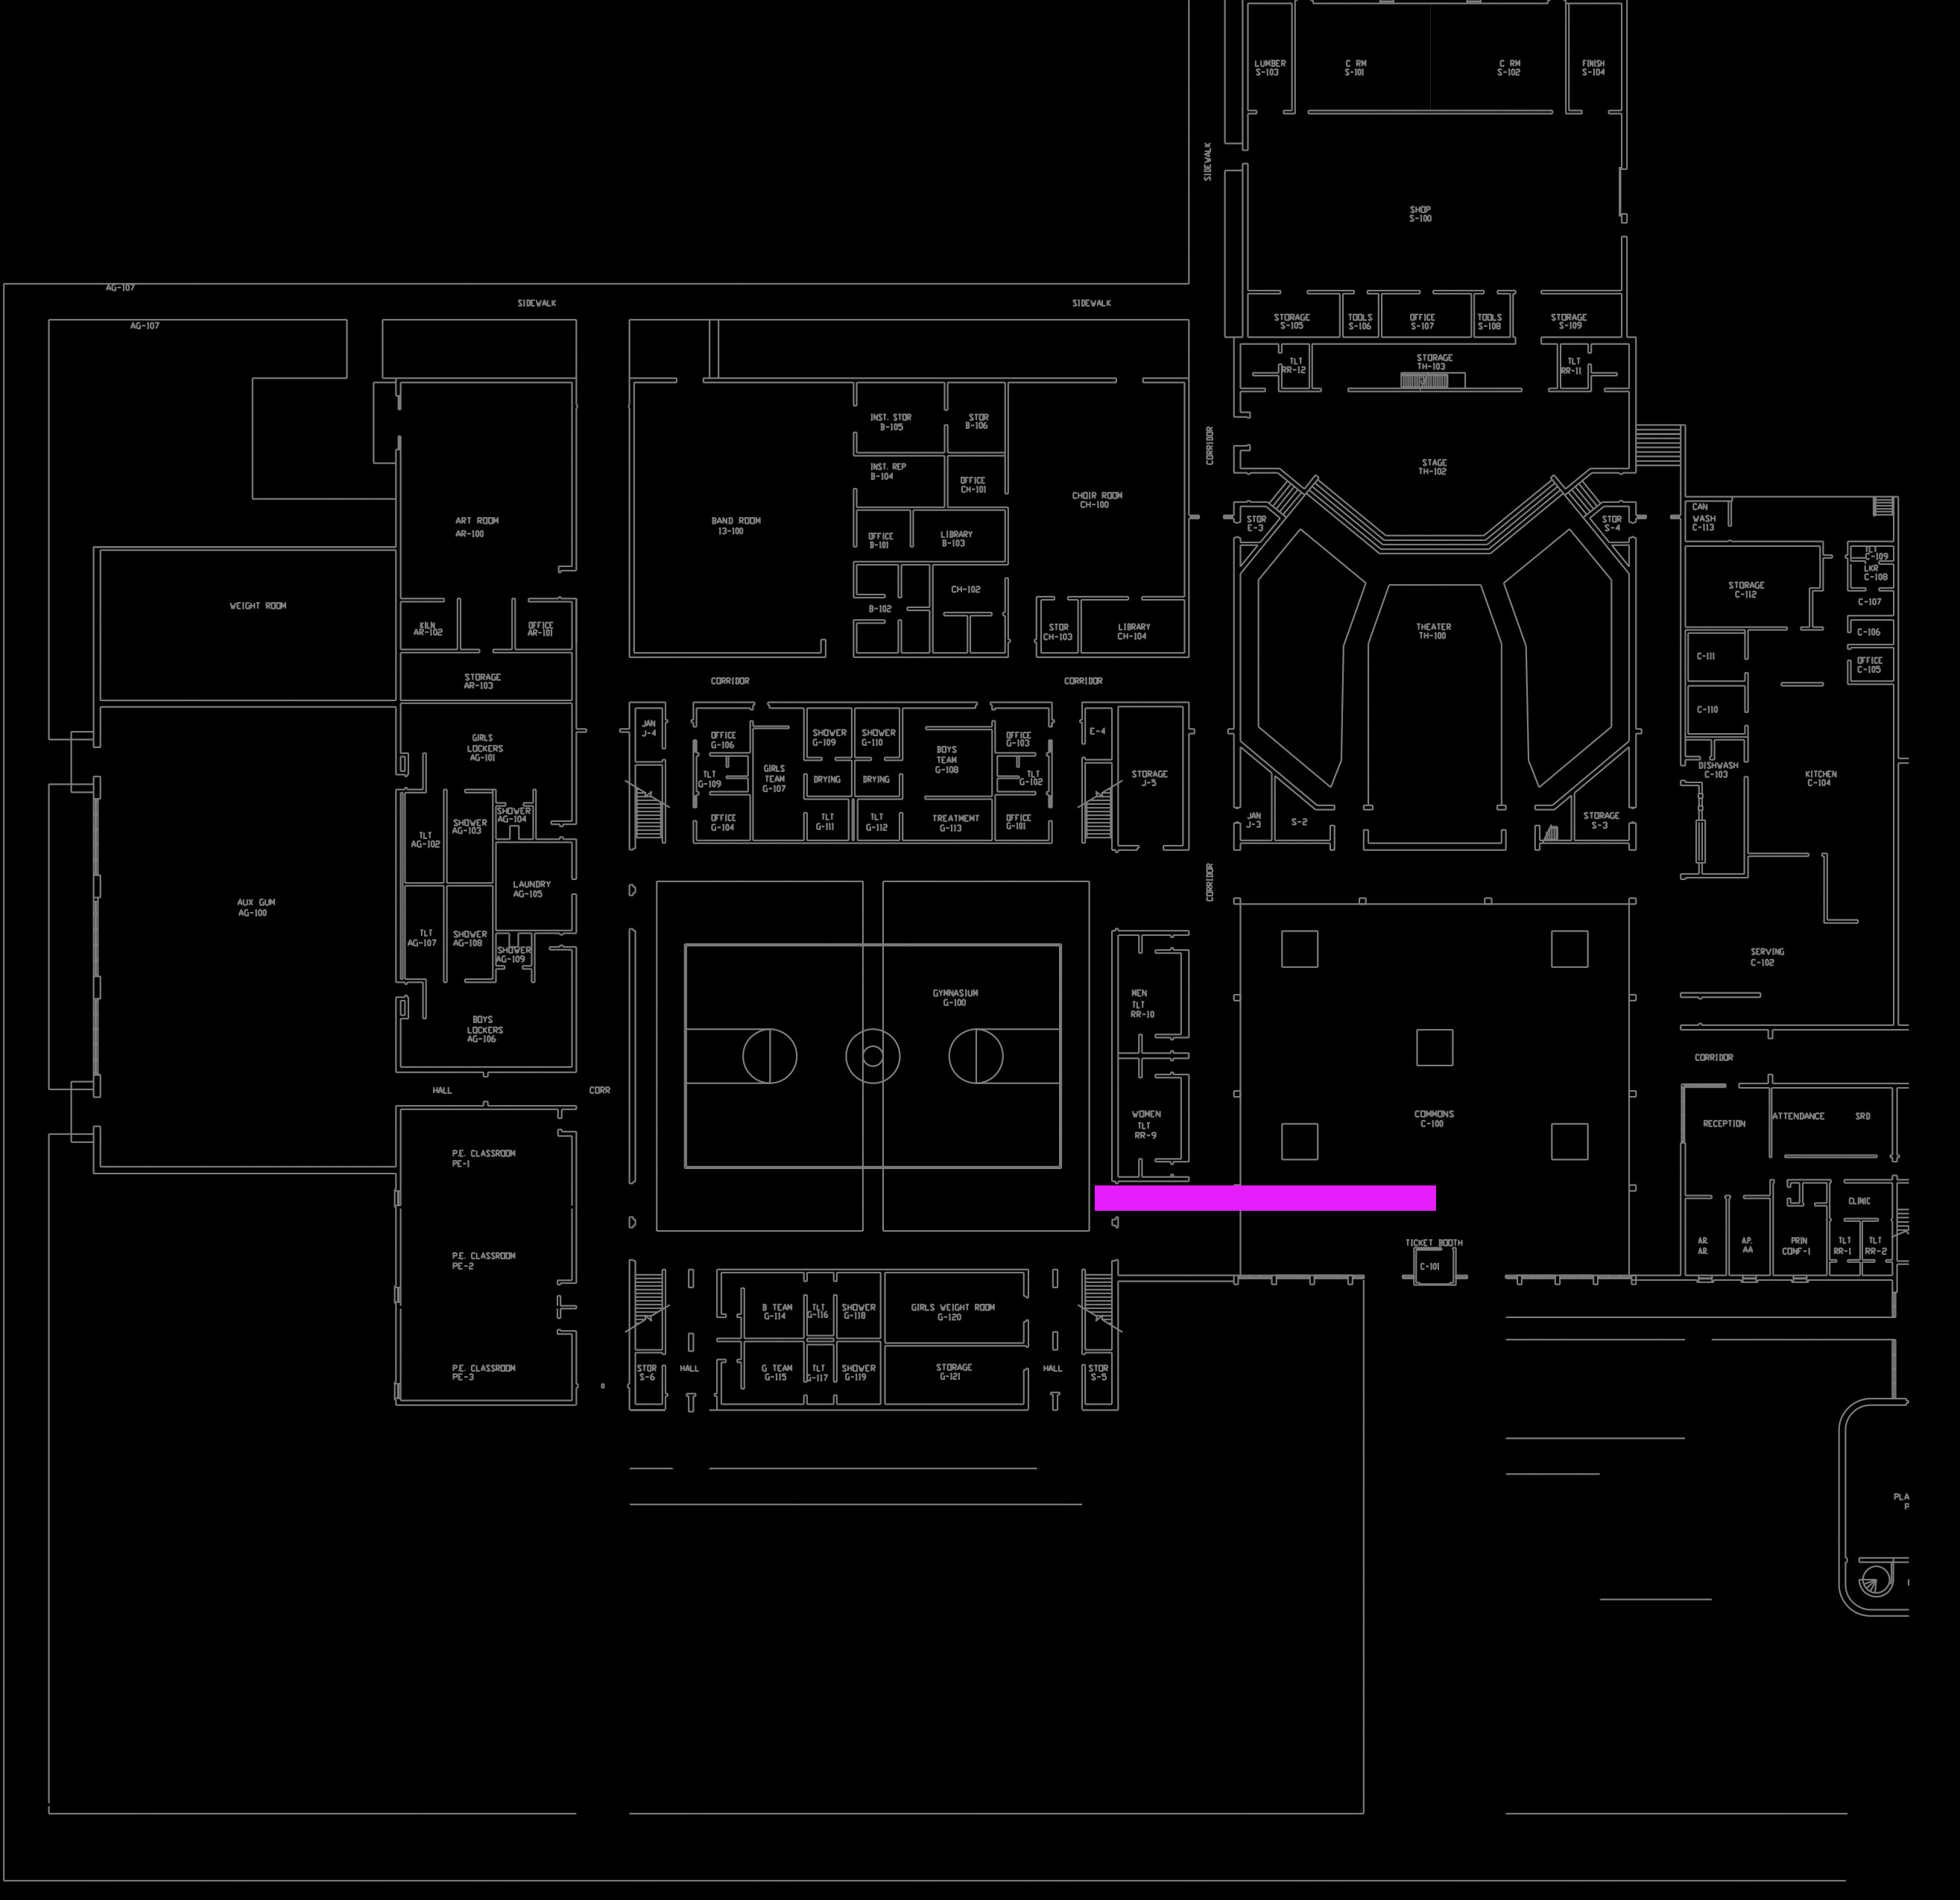 LUMBER
S-103
C RM
S-101
C RM
S-102
FINISH
S-104
SIDEWALK
SHOP
S-100
AG-107
SIDEWALK
SIDEWALK
AG-107
STORAGE
S-105
TOOLS
S-106
OFFICE
S-107
TOOLS
S-108
STORAGE
S-109
TLT
RR-12
STORAGE
TH-103
TLT
RR-11
INST. STOR
B-105
STOR
B-106
CORRIDOR
INST. REP
B-104
OFFICE
CH-101
CHOIR ROOM
CH-100
STAGE
TH-102
ART ROOM
AR-100
BAND ROOM
13-100
OFFICE
B-101
LIBRARY
B-103
STOR
E-3
STOR
S-4
CAN
WASH
C-113
TLT
C-109
LKR
C-108
STORAGE
C-112
C-107
WEIGHT ROOM
B-102
CH-102
KILN
AR-102
OFFICE
AR-101
STOR
CH-103
LIBRARY
CH-104
THEATER
TH-100
C-106
C-111
OFFICE
C-105
STORAGE
AR-103
CORRIDOR
CORRIDOR
C-110
JAN
J-4
OFFICE
G-106
SHOWER
G-109
SHOWER
G-110
OFFICE
G-103
E-4
GIRLS
LOCKERS
AG-101
BOYS
TEAM
G-108
TLT
G-109
GIRLS
TEAM
G-107
DRYING
DRYING
TLT
G-102
STORAGE
J-5
DISHWASH
C-103
KITCHEN
C-104
SHOWER
AG-104
SHOWER
AG-103
TLT
AG-102
OFFICE
G-104
TLT
G-111
TLT
G-112
TREATMEMT
G-113
OFFICE
G-101
JAN
J-3
S-2
STORAGE
S-3
LAUNDRY
AG-105
CORRIDOR
AUX GUM
AG-100
TLT
AG-107
SHOWER
AG-108
SHOWER
AG-109
SERVING
C-102
GYMNASIUM
G-100
MEN
TLT
RR-10
BOYS
LOCKERS
AG-106
CORRIDOR
HALL
CORR
WOMEN
TLT
RR-9
COMMONS
C-100
RECEPTION
ATTENDANCE
SRD
P.E. CLASSROOM
PE-1
CLINIC
P.E. CLASSROOM
PE-2
TICKET BOOTH
C-101
AR.
AR.
AP.
AA
PRIN
CONF-1
TLT
RR-1
TLT
RR-2
B TEAM
G-114
TLT
G-116
SHOWER
G-118
GIRLS WEIGHT ROOM
G-120
P.E. CLASSROOM
PE-3
STOR
S-6
HALL
G TEAM
G-115
TLT
G-117
SHOWER
G-119
STORAGE
G-121
HALL
STOR
S-5
PLA
P